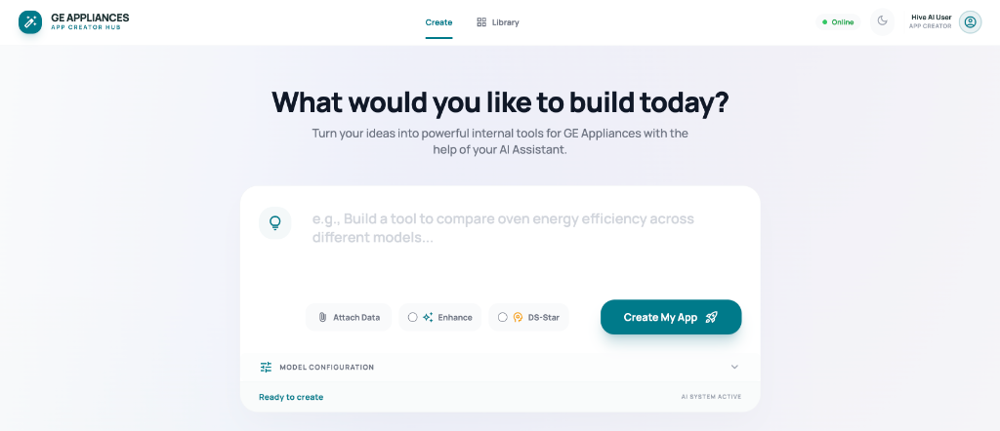 GE APPLIANCES
APP CREATOR HUB
Create
Library
Online
Hive AI User
APP CREATOR
What would you like to build today?
Turn your ideas into powerful internal tools for GE Appliances with the
help of your AI Assistant.
e.g., Build a tool to compare oven energy efficiency across
different models...
Attach Data
Enhance
DS-Star
Create My App
MODEL CONFIGURATION
Ready to create
AI SYSTEM ACTIVE